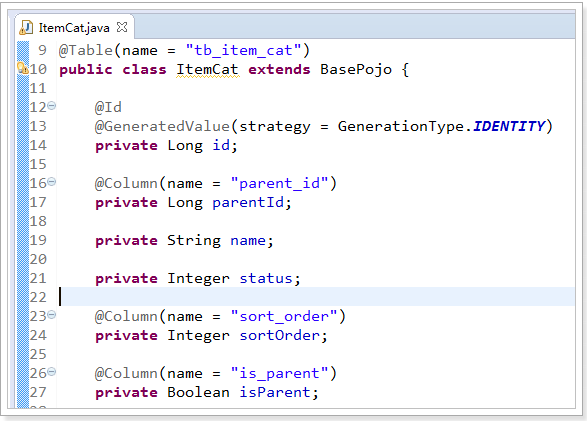 ItemCat.java
9 @Table(name = "tb_item_cat")
10 public class ItemCat extends BasePojo {
11
12 @Id
13 @GeneratedValue(strategy = GenerationType.IDENTITY)
14 private Long id;
15
16 @Column(name = "parent_id")
17 private Long parentId;
18
19 private String name;
20
21 private Integer status;
22
23 @Column(name = "sort_order")
24 private Integer sortOrder;
25
26 @Column(name = "is_parent")
27 private Boolean isParent;